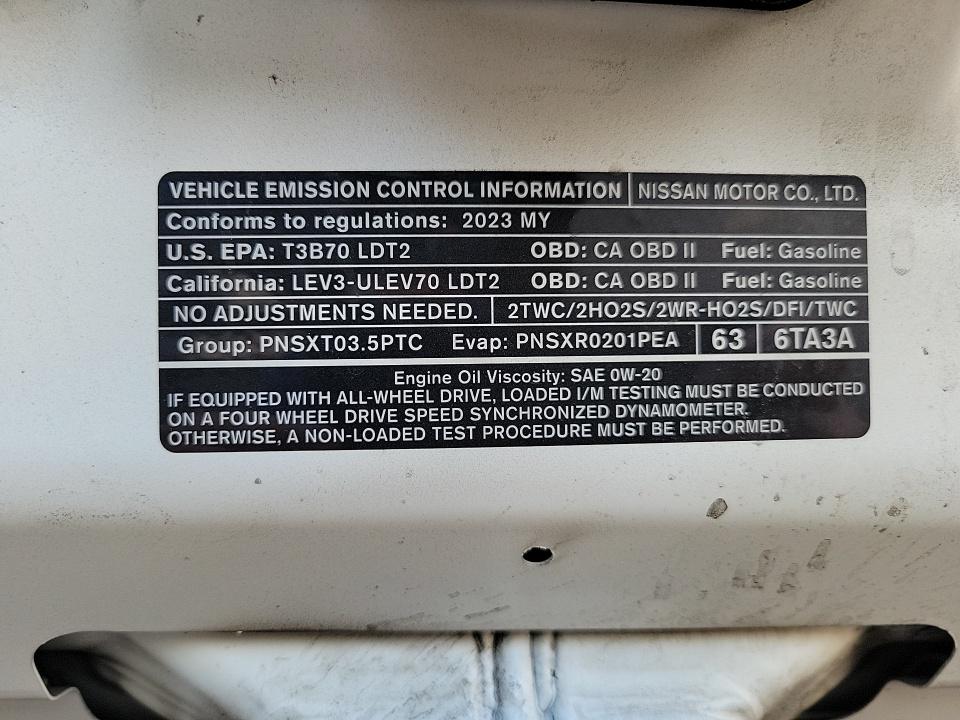 VEHICLE EMISSION CONTROL INFORMATION NISSAN MOTOR CO., LTD.
Conforms to regulations: 2023 MY
U.S. EPA: T3B70 LDT2 OBD: CA OBD II Fuel: Gasoline
California: LEV3-ULEV70 LDT2 OBD: CA OBD II Fuel: Gasoline
NO ADJUSTMENTS NEEDED. 2TWC/2HO2S/2WR-HO2S/DFI/TWC
Group: PNSXT03.5PTC Evap: PNSXR0201PEA 63 6TA3A
Engine Oil Viscosity: SAE 0W-20
IF EQUIPPED WITH ALL-WHEEL DRIVE, LOADED I/M TESTING MUST BE CONDUCTED
ON A FOUR WHEEL DRIVE SPEED SYNCHRONIZED DYNAMOMETER.
OTHERWISE, A NON-LOADED TEST PROCEDURE MUST BE PERFORMED.